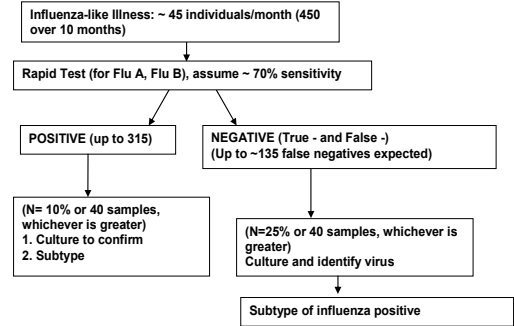 Influenza-like Illness: ~ 45 individuals/month (450
over 10 months)
Rapid Test (for Flu A, Flu B), assume ~ 70% sensitivity
POSITIVE (up to 315)
NEGATIVE (True - and False -)
(Up to ~135 false negatives expected)
(N= 10% or 40 samples,
whichever is greater)
1. Culture to confirm
2. Subtype
(N=25% or 40 samples, whichever is
greater)
Culture and identify virus
Subtype of influenza positive